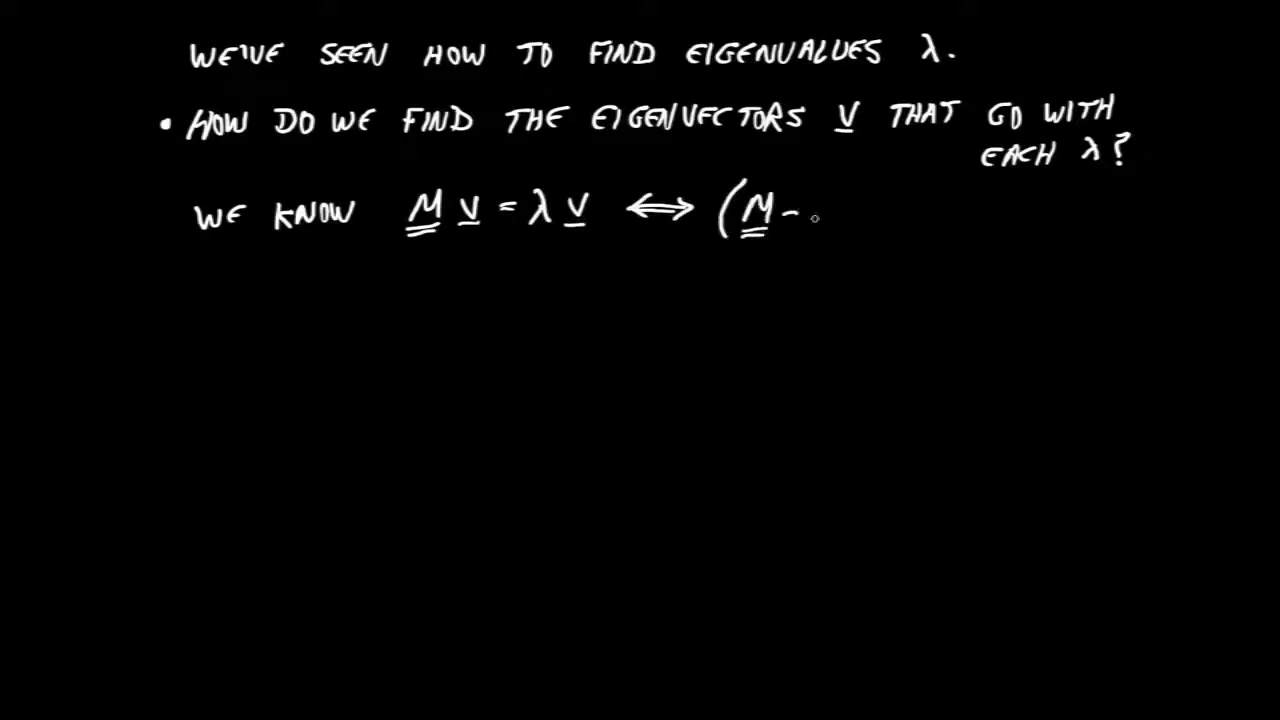 WE'VE SEEN HOW TO FIND EIGENVALUES λ.
• HOW DO WE FIND THE EIGENVECTORS V THAT GO WITH
EACH λ?
WE KNOW M V = λ V ⟺ (M -